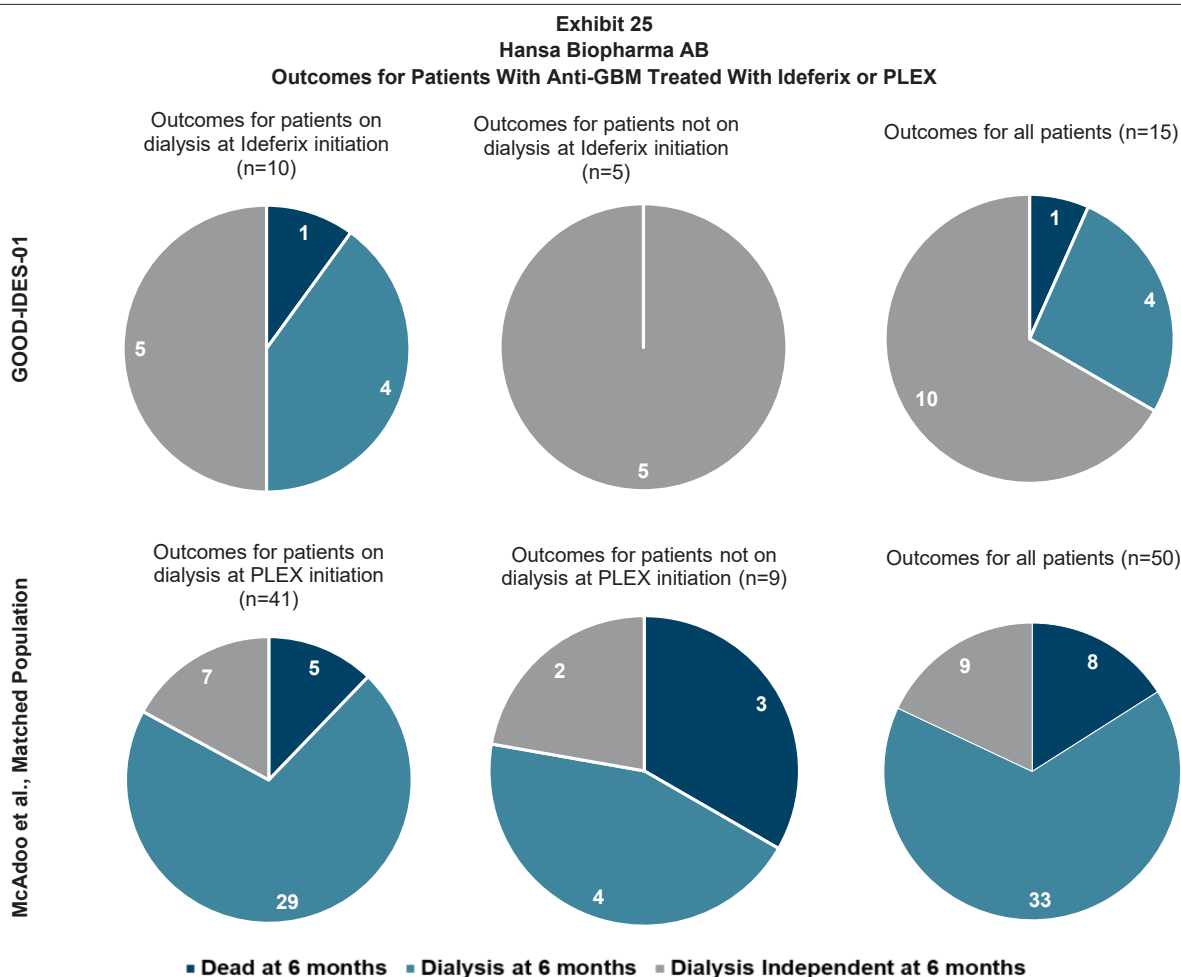 Exhibit 25
Hansa Biopharma AB
Outcomes for Patients With Anti-GBM Treated With Ideferix or PLEX
GOOD-IDES-01
Outcomes for patients on
dialysis at Ideferix initiation
(n=10)
1
4
5
Outcomes for patients not on
dialysis at Ideferix initiation
(n=5)
5
Outcomes for all patients (n=15)
1
4
10
McAdoo et al., Matched Population
Outcomes for patients on
dialysis at PLEX initiation
(n=41)
5
29
7
Outcomes for patients not on
dialysis at PLEX initiation (n=9)
3
4
2
Outcomes for all patients (n=50)
8
33
9
Dead at 6 months Dialysis at 6 months Dialysis Independent at 6 months